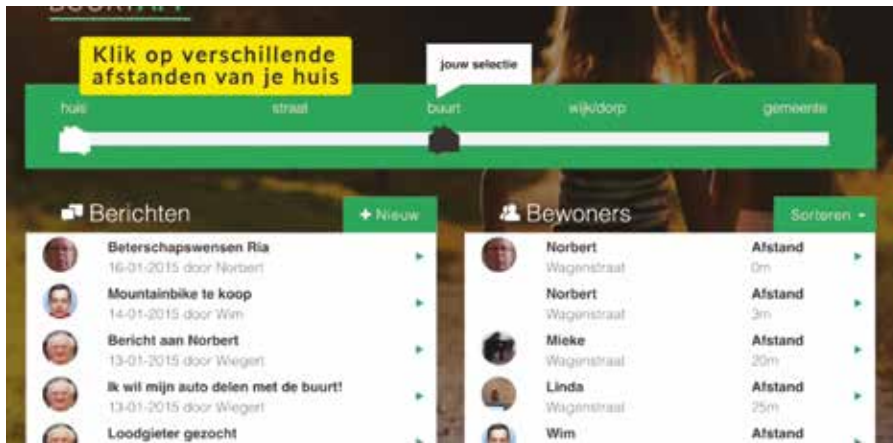 BUURTAPP
Klik op verschillende
afstanden van je huis
jouw selectie
huis straat buurt wijk/dorp gemeente
Berichten
+ Nieuw
Bewoners
Sorteren
Beterschapswensen Ria
16-01-2015 door Norbert
Mountainbike te koop
14-01-2015 door Wim
Bericht aan Norbert
13-01-2015 door Wiegert
Ik wil mijn auto delen met de buurt!
13-01-2015 door Wiegert
Loodgieter gezocht
Norbert Afstand
Wagenstraat 0m
Norbert Afstand
Wagenstraat 3m
Mieke Afstand
Wagenstraat 20m
Linda Afstand
Wagenstraat 25m
Wim Afstand